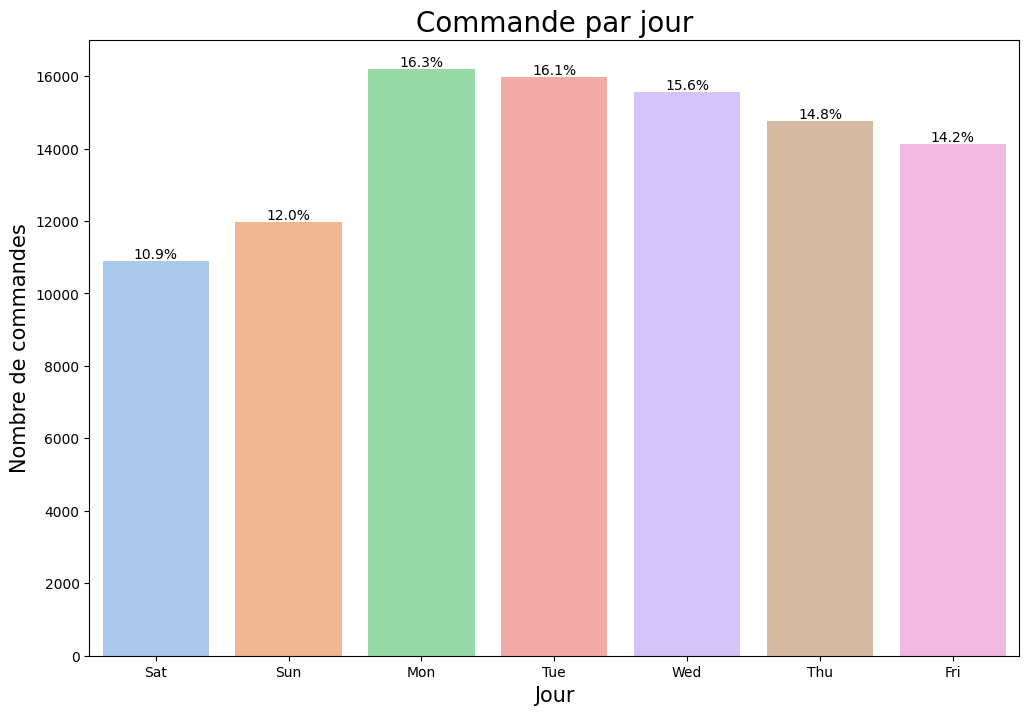 Commande par jour
Nombre de commandes
16000
14000
12000
10000
8000
6000
4000
2000
0
10.9%
12.0%
16.3%
16.1%
15.6%
14.8%
14.2%
Sat
Sun
Mon
Tue
Wed
Thu
Fri
Jour